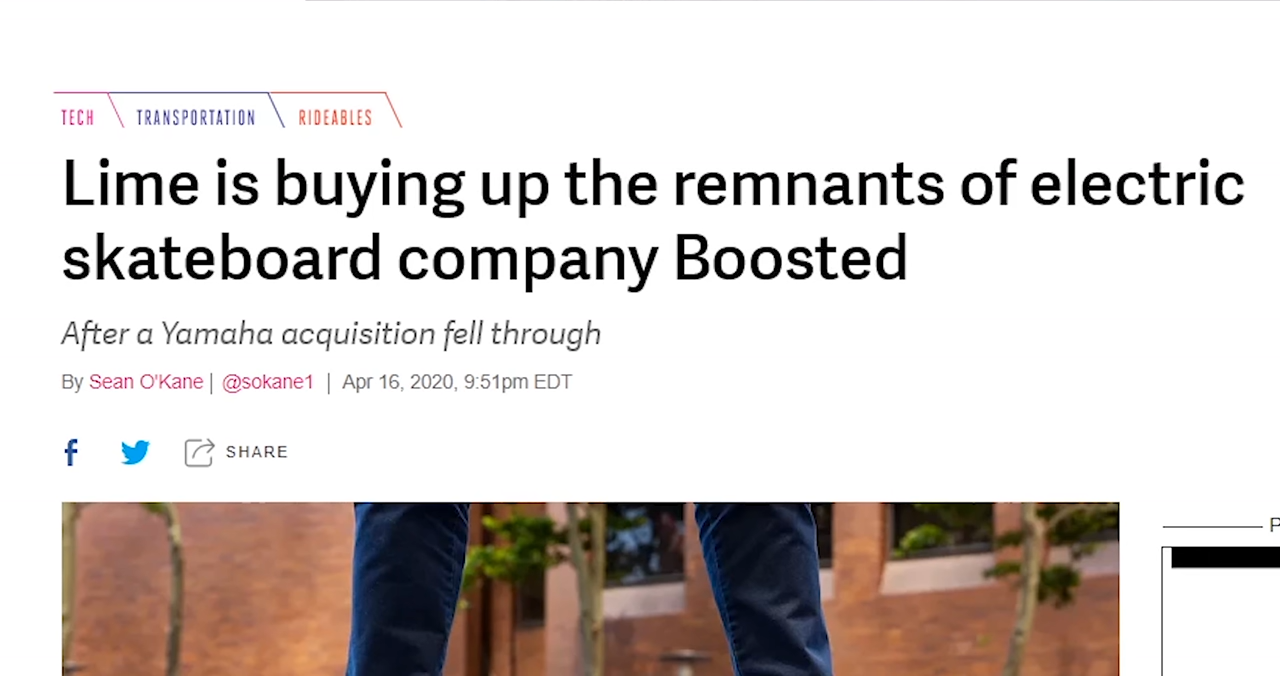 TECH TRANSPORTATION RIDEABLES
Lime is buying up the remnants of electric
skateboard company Boosted
After a Yamaha acquisition fell through
By Sean O'Kane | @sokane1 | Apr 16, 2020, 9:51pm EDT
SHARE